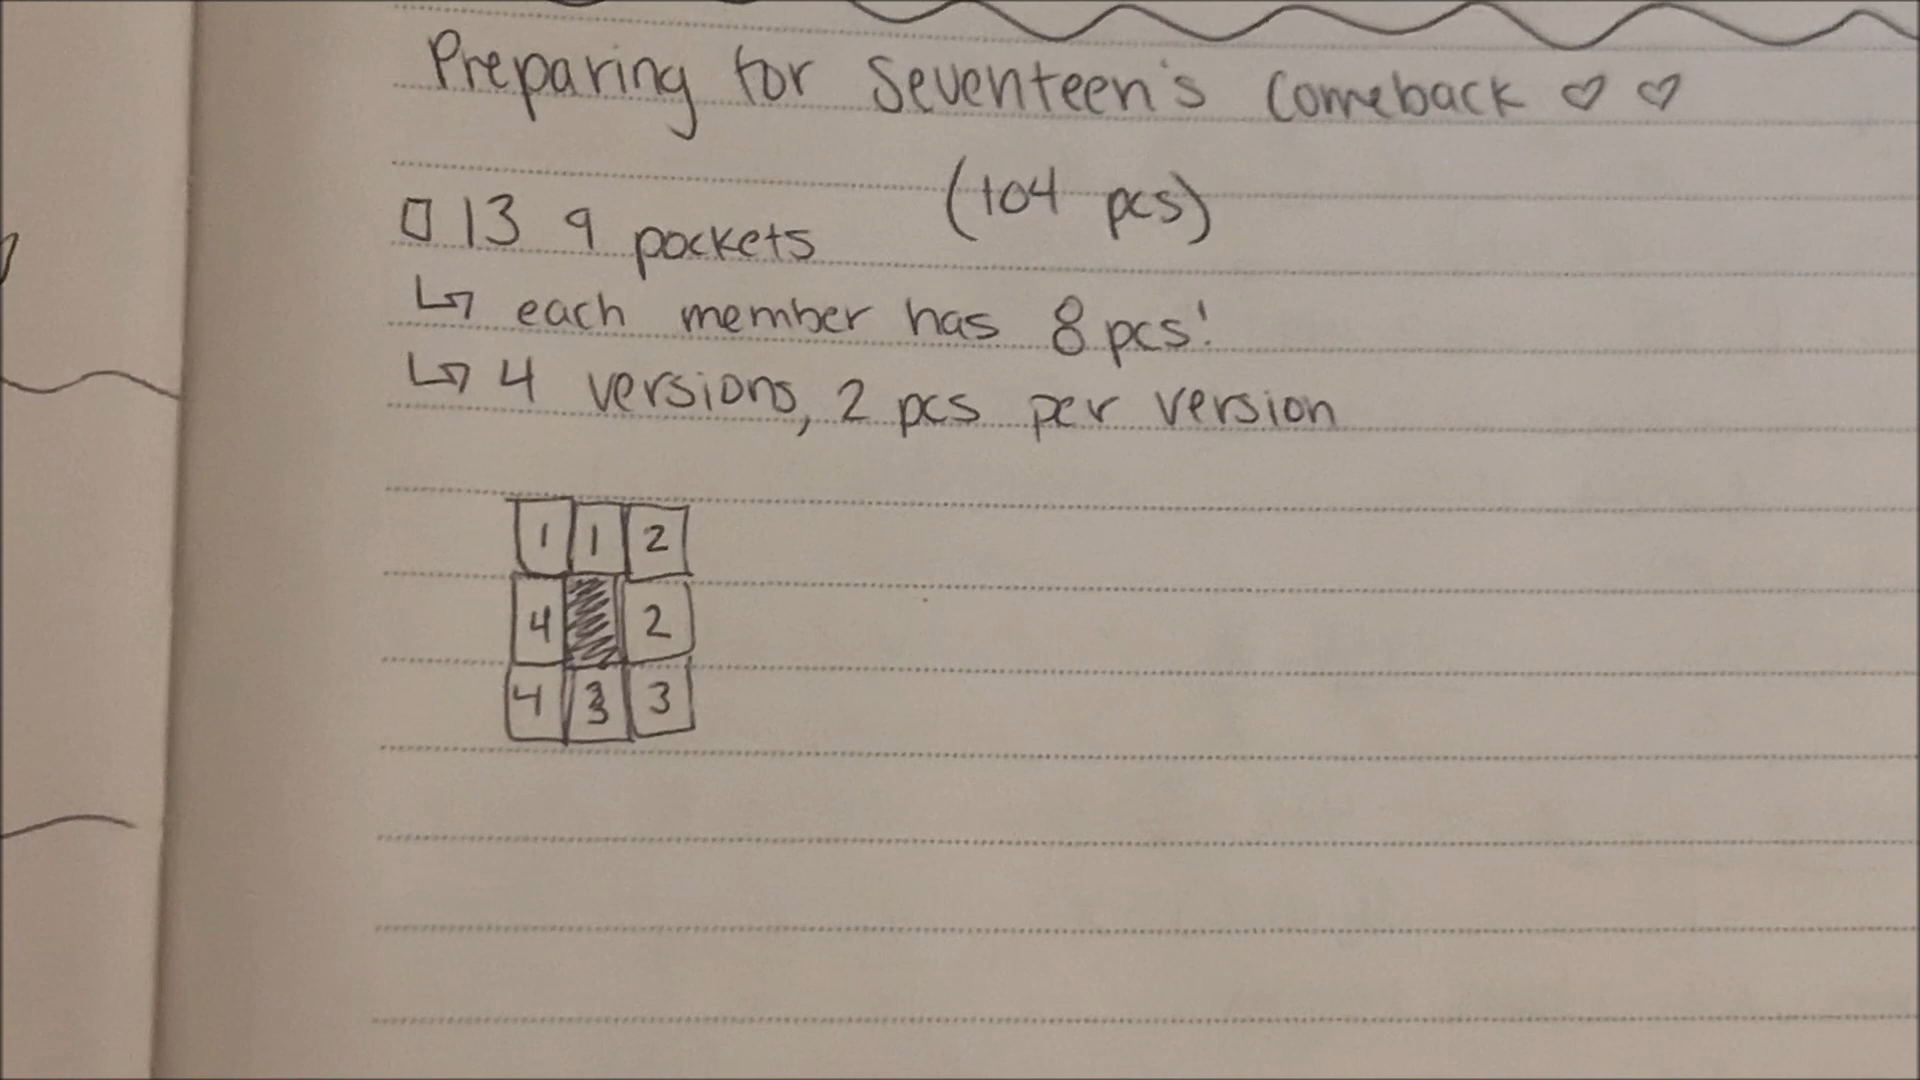 Preparing for Seventeen's Comeback ♡ ♡
☐ 13 9 pockets (104 pcs)
↳ each member has 8 pcs!
↳ 4 versions, 2 pcs per version
1 1 2
4 2
4 3 3